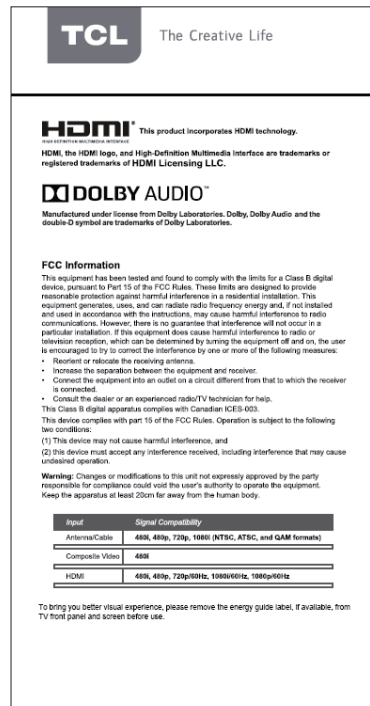 TCL The Creative Life
HDMI® This product incorporates HDMI technology.
HIGH-DEFINITION MULTIMEDIA INTERFACE
HDMI, the HDMI logo, and High-Definition Multimedia Interface are trademarks or
registered trademarks of HDMI Licensing LLC.
DOLBY AUDIO™
Manufactured under license from Dolby Laboratories. Dolby, Dolby Audio and the
double-D symbol are trademarks of Dolby Laboratories.
FCC Information
This equipment has been tested and found to comply with the limits for a Class B digital
device, pursuant to Part 15 of the FCC Rules. These limits are designed to provide
reasonable protection against harmful interference in a residential installation. This
equipment generates, uses, and can radiate radio frequency energy and, if not installed
and used in accordance with the instructions, may cause harmful interference to radio
communications. However, there is no guarantee that interference will not occur in a
particular installation. If this equipment does cause harmful interference to radio or
television reception, which can be determined by turning the equipment off and on, the user
is encouraged to try to correct the interference by one or more of the following measures:
• Reorient or relocate the receiving antenna.
• Increase the separation between the equipment and receiver.
• Connect the equipment into an outlet on a circuit different from that to which the receiver
is connected.
• Consult the dealer or an experienced radio/TV technician for help.
This Class B digital apparatus complies with Canadian ICES-003.
This device complies with part 15 of the FCC Rules. Operation is subject to the following
two conditions:
(1) This device may not cause harmful interference, and
(2) this device must accept any interference received, including interference that may cause
undesired operation.
Warning: Changes or modifications to this unit not expressly approved by the party
responsible for compliance could void the user's authority to operate the equipment.
Keep the apparatus at least 20cm far away from the human body.
Input Signal Compatibility
Antenna/Cable 480i, 480p, 720p, 1080i (NTSC, ATSC, and QAM formats)
Composite Video 480i
HDMI 480i, 480p, 720p/60Hz, 1080i/60Hz, 1080p/60Hz
To bring you better visual experience, please remove the energy guide label, if available, from
TV front panel and screen before use.